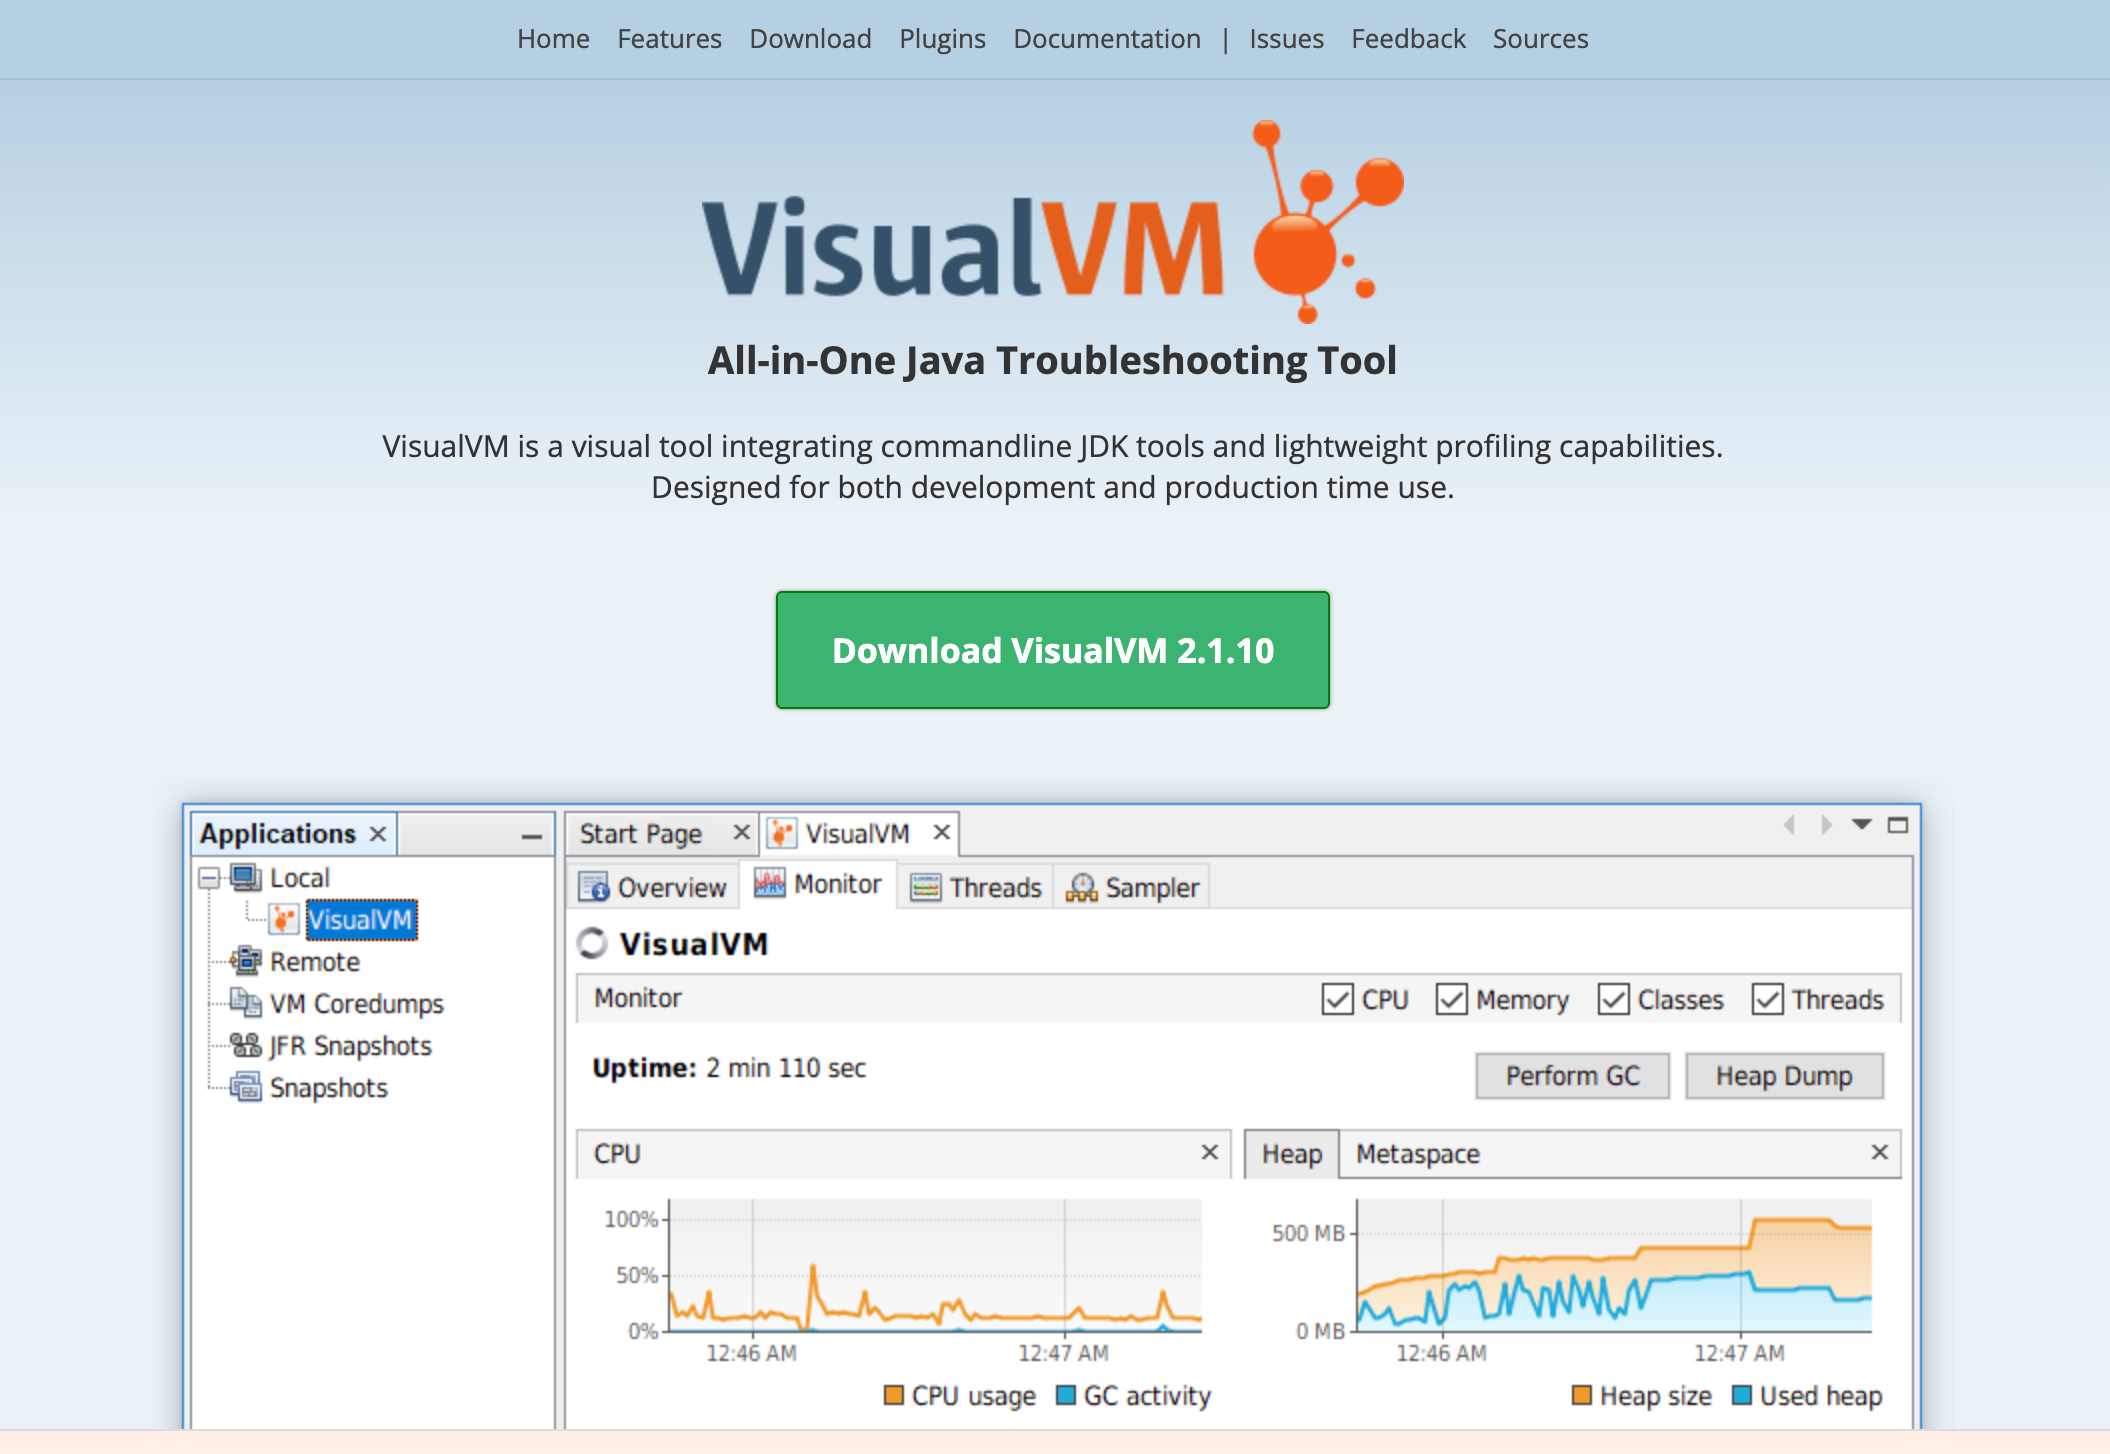 Home Features Download Plugins Documentation | Issues Feedback Sources
VisualVM
All-in-One Java Troubleshooting Tool
VisualVM is a visual tool integrating commandline JDK tools and lightweight profiling capabilities.
Designed for both development and production time use.
Download VisualVM 2.1.10
Applications
Local
VisualVM
Remote
VM Coredumps
JFR Snapshots
Snapshots
Start Page VisualVM
Overview Monitor Threads Sampler
VisualVM
Monitor CPU Memory Classes Threads
Uptime: 2 min 110 sec Perform GC Heap Dump
CPU
100%
50%
0%
12:46 AM 12:47 AM
CPU usage GC activity
Heap Metaspace
500 MB
0 MB
12:46 AM 12:47 AM
Heap size Used heap